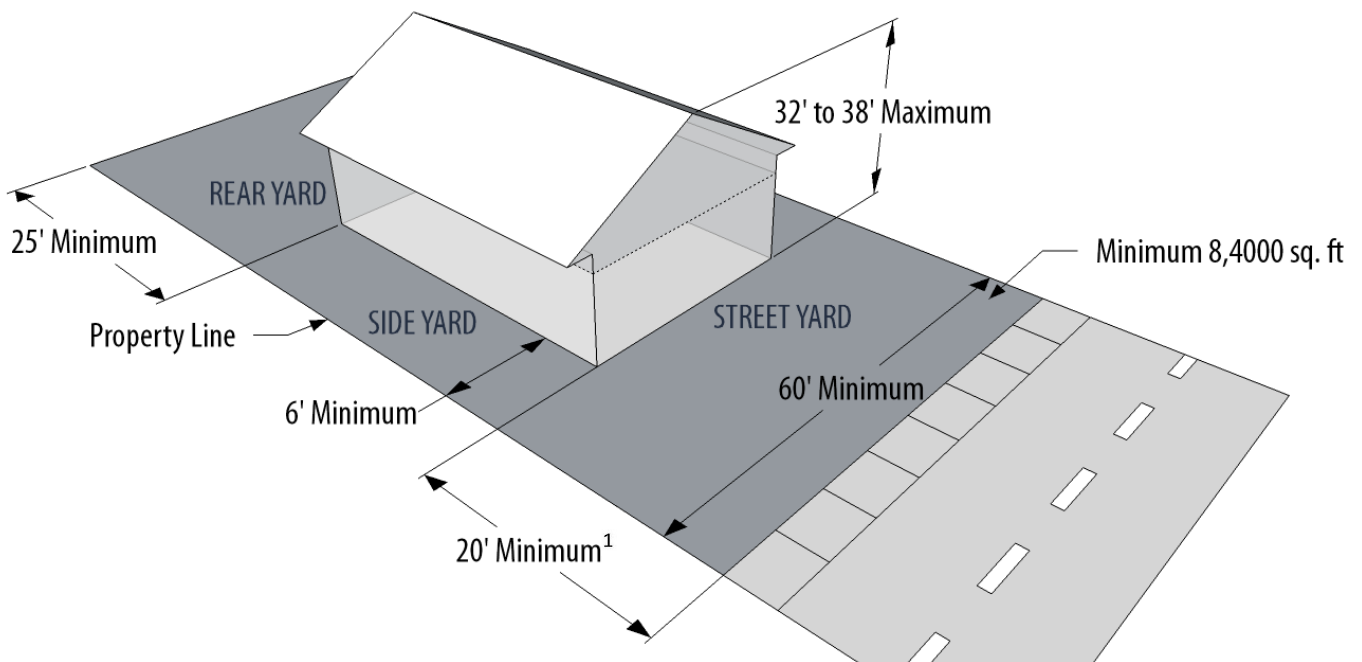 32' to 38' Maximum
REAR YARD
25' Minimum
Minimum 8,4000 sq. ft
Property Line
SIDE YARD
STREET YARD
6' Minimum
60' Minimum
20' Minimum¹